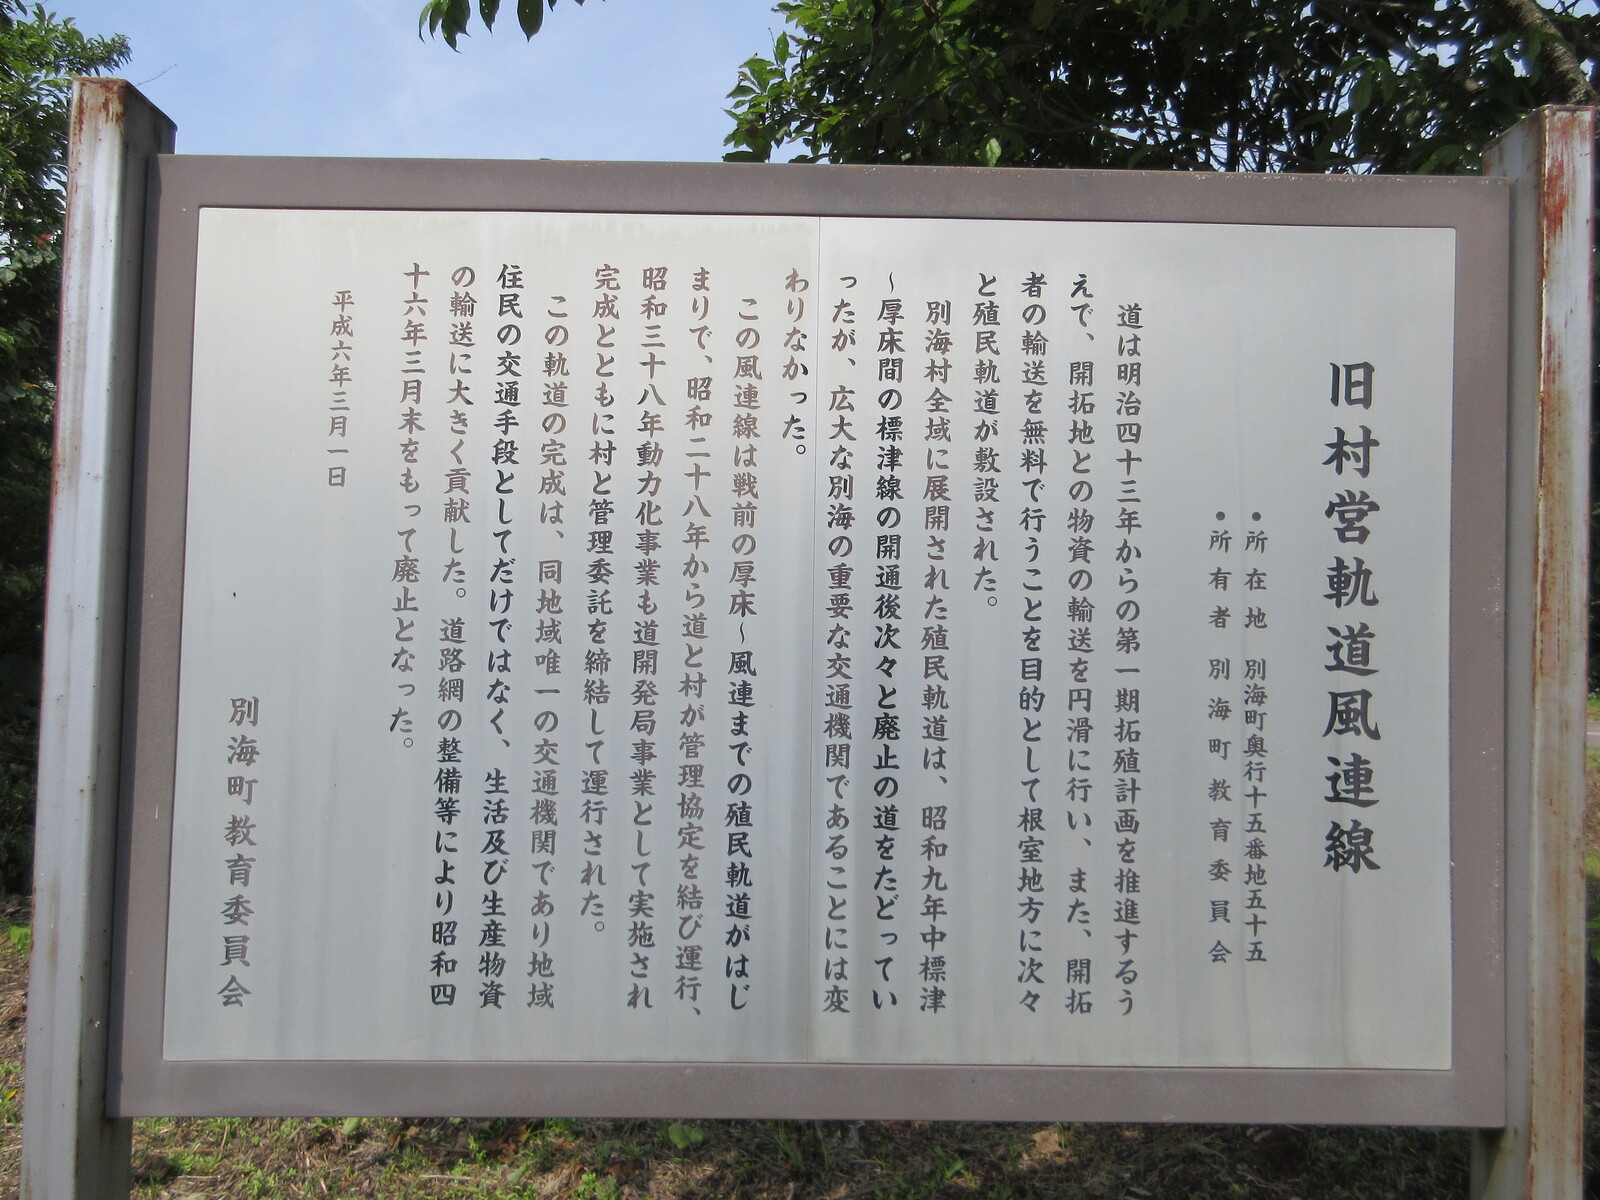 旧村営軌道風連線
・所在地　別海町奥行十五番地五十五
・所有者　別海町教育委員会
道は明治四十三年からの第一期拓殖計画を推進するう
えで、開拓地との物資の輸送を円滑に行い、また、開拓
者の輸送を無料で行うことを目的として根室地方に次々
と殖民軌道が敷設された。
別海村全域に展開された殖民軌道は、昭和九年中標津
～厚床間の標津線の開通後次々と廃止の道をたどってい
ったが、広大な別海の重要な交通機関であることには変
わりなかった。
この風連線は戦前の厚床～風連までの殖民軌道がはじ
まりで、昭和二十八年から道と村が管理協定を結び運行、
昭和三十八年動力化事業も道開発局事業として実施され
完成とともに村と管理委託を締結して運行された。
この軌道の完成は、同地域唯一の交通機関であり地域
住民の交通手段としてだけではなく、生活及び生産物資
の輸送に大きく貢献した。道路網の整備等により昭和四
十六年三月末をもって廃止となった。
平成六年三月一日
別海町教育委員会